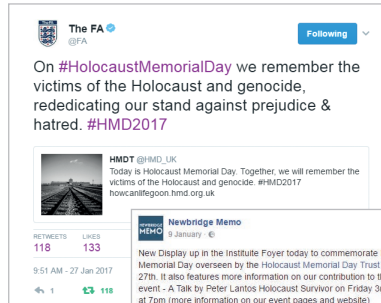 The FA
@FA
Following
On #HolocaustMemorialDay we remember the
victims of the Holocaust and genocide,
rededicating our stand against prejudice &
hatred. #HMD2017
HMDT @HMD_UK
Today is Holocaust Memorial Day. Together, we will remember the
victims of the Holocaust and genocide. #HMD2017
howcanlifegoon.hmd.org.uk
RETWEETS LIKES
118 133
9:51 AM - 27 Jan 2017
1 118
NEWBRIDGE
MEMO
Newbridge Memo
9 January ·
New Display up in the Institute Foyer today to commemorate
Memorial Day overseen by the Holocaust Memorial Day Trust
27th. It also features more information on our contribution to th
event - A Talk by Peter Lantos Holocaust Survivor on Friday
at 7pm (more information on our event pages and website)